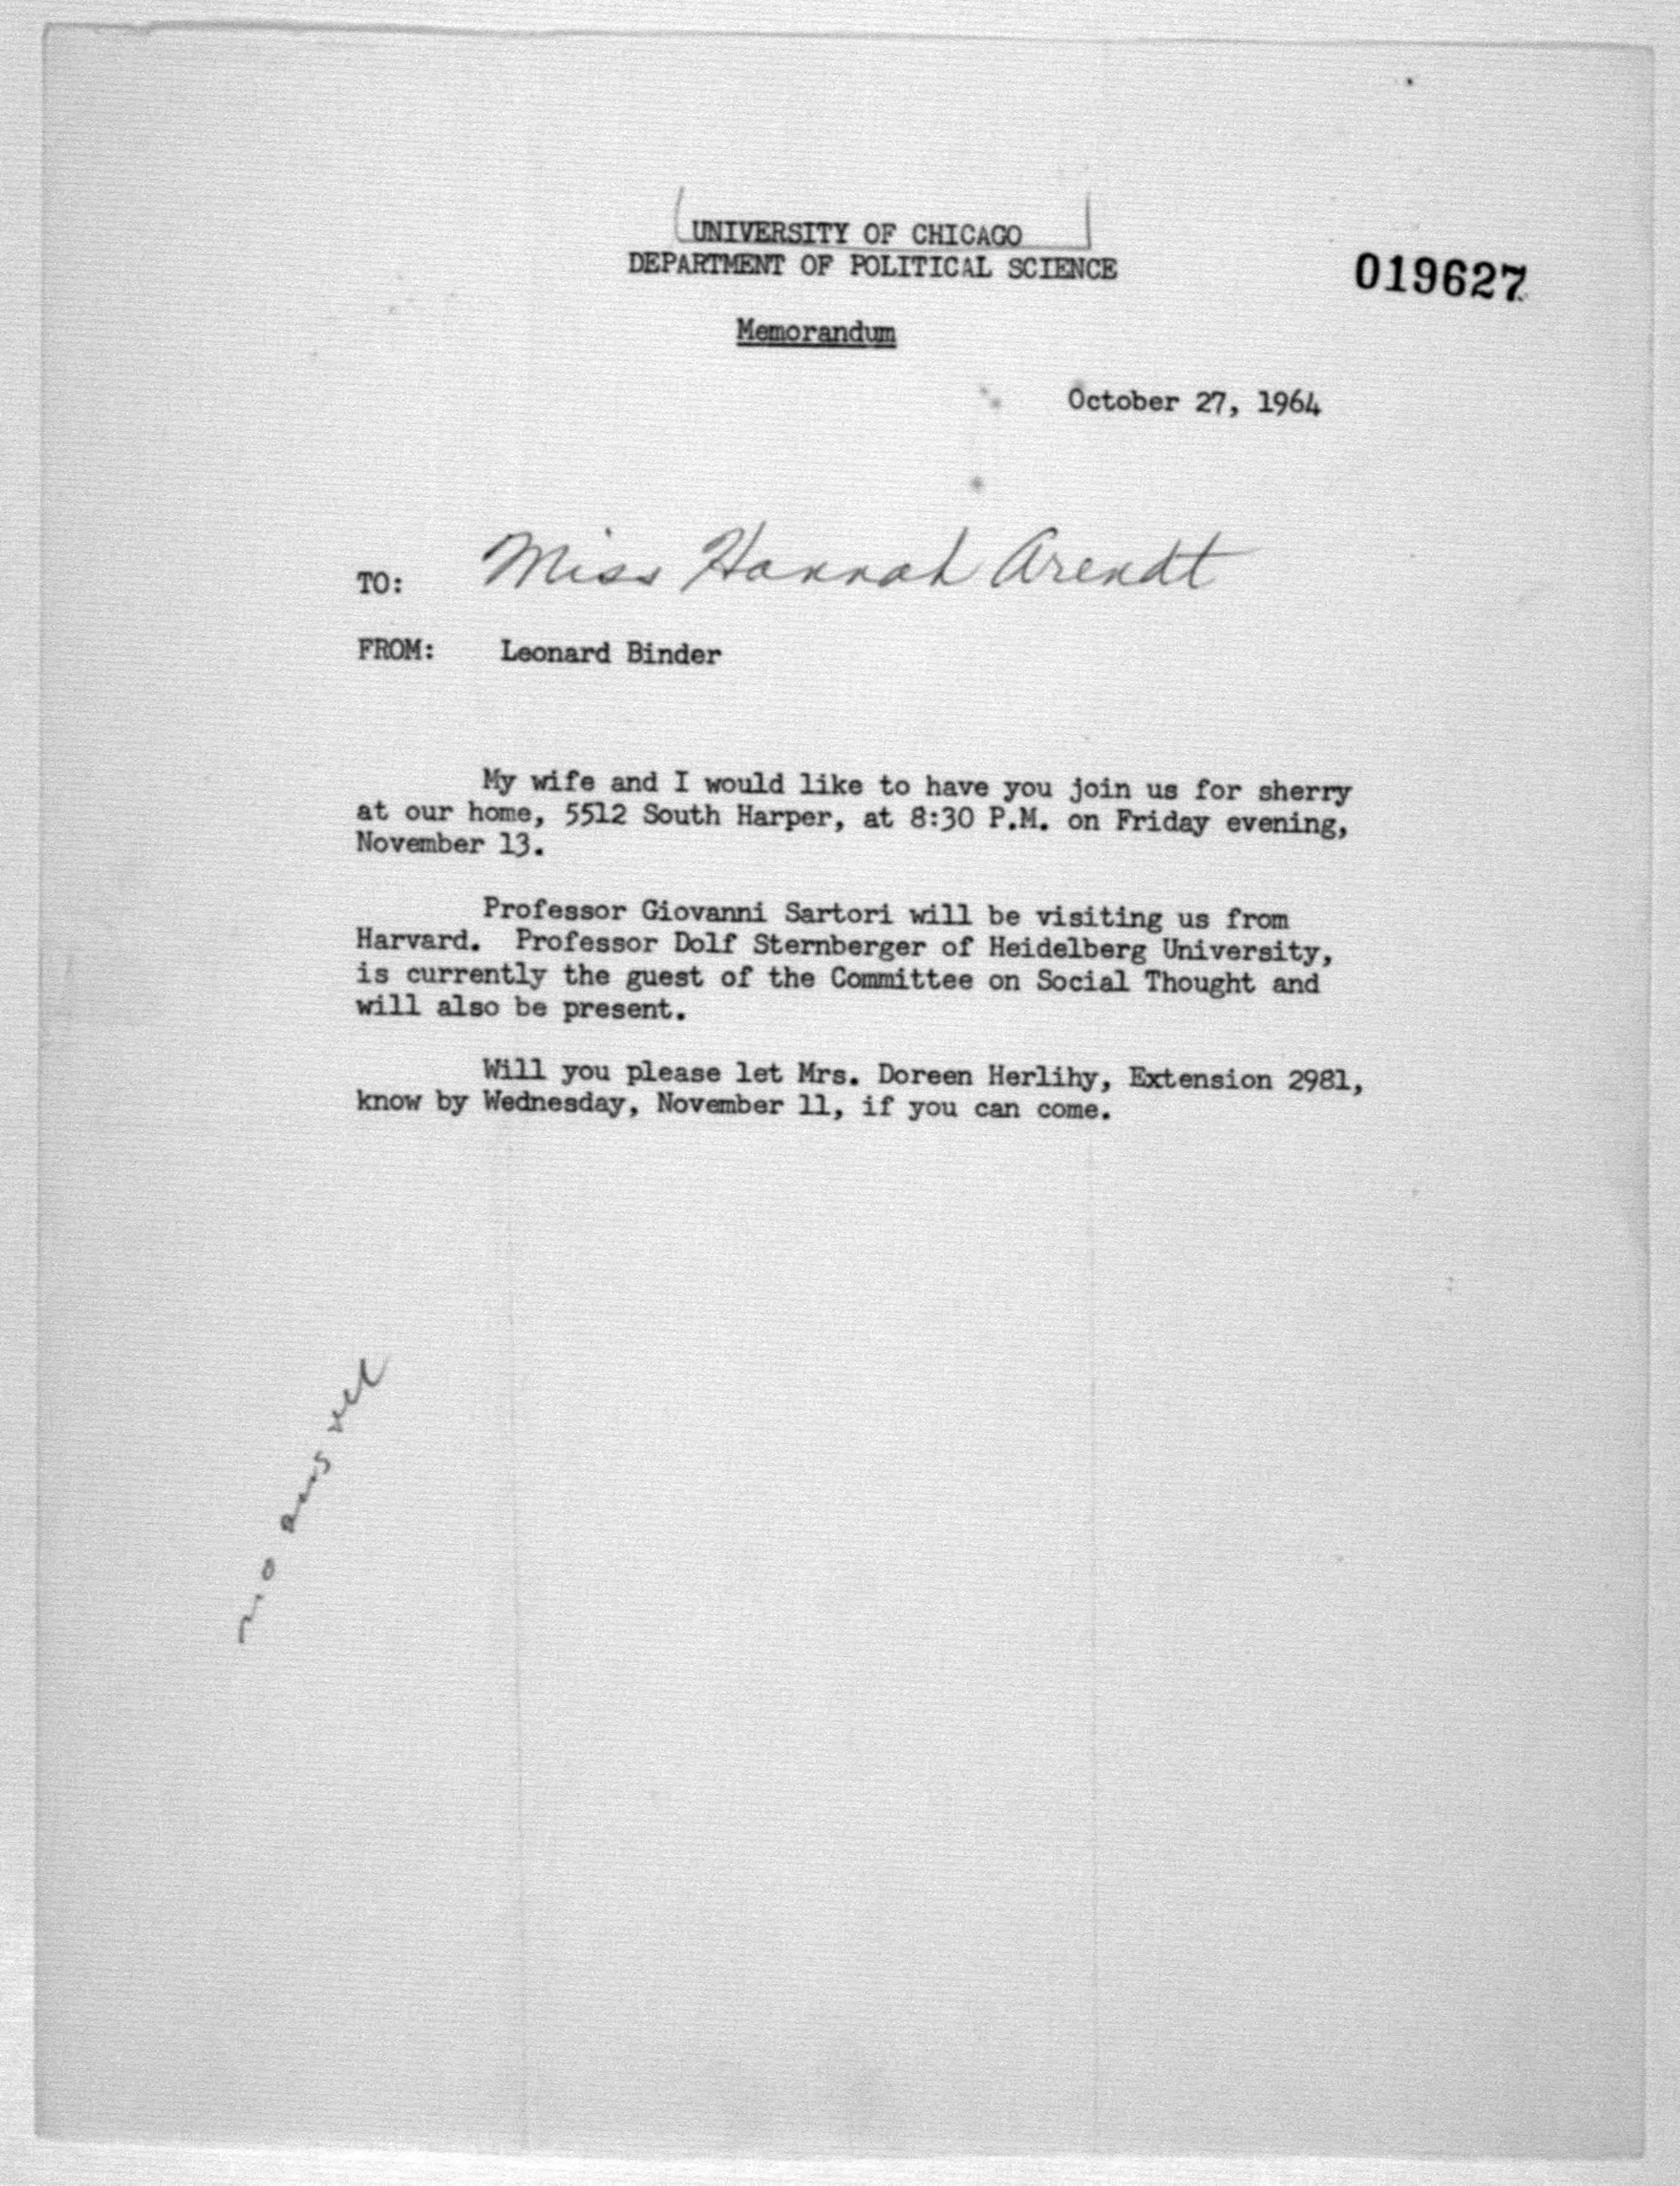 UNIVERSITY OF CHICAGO
DEPARTMENT OF POLITICAL SCIENCE
019627
Memorandum
October 27, 1964
TO: Miss Hannah Arendt
FROM: Leonard Binder
My wife and I would like to have you join us for sherry
at our home, 5512 South Harper, at 8:30 P.M. on Friday evening,
November 13.
Professor Giovanni Sartori will be visiting us from
Harvard. Professor Dolf Sternberger of Heidelberg University,
is currently the guest of the Committee on Social Thought and
will also be present.
Will you please let Mrs. Doreen Herlihy, Extension 2981,
know by Wednesday, November 11, if you can come.
no answer